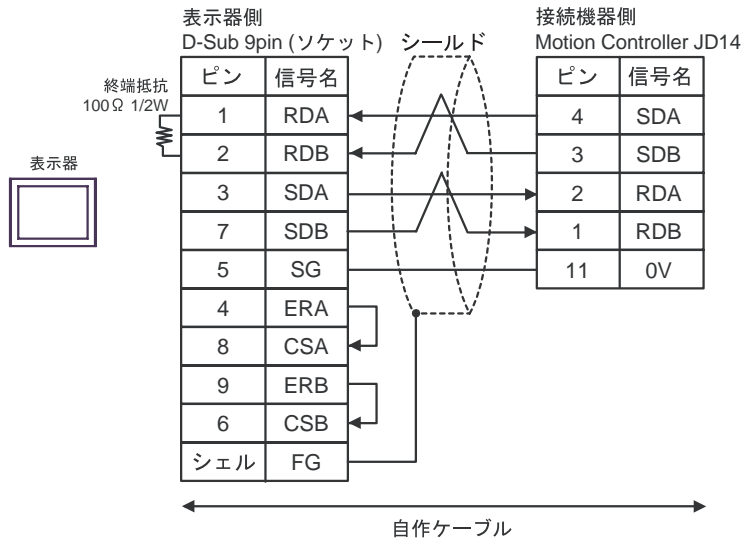 表示器側
D-Sub 9pin (ソケット)
シールド
接続機器側
Motion Controller JD14
終端抵抗
100Ω 1/2W
表示器
ピン 信号名
1 RDA
2 RDB
3 SDA
7 SDB
5 SG
4 ERA
8 CSA
9 ERB
6 CSB
シェル FG
ピン 信号名
4 SDA
3 SDB
2 RDA
1 RDB
11 0V
自作ケーブル